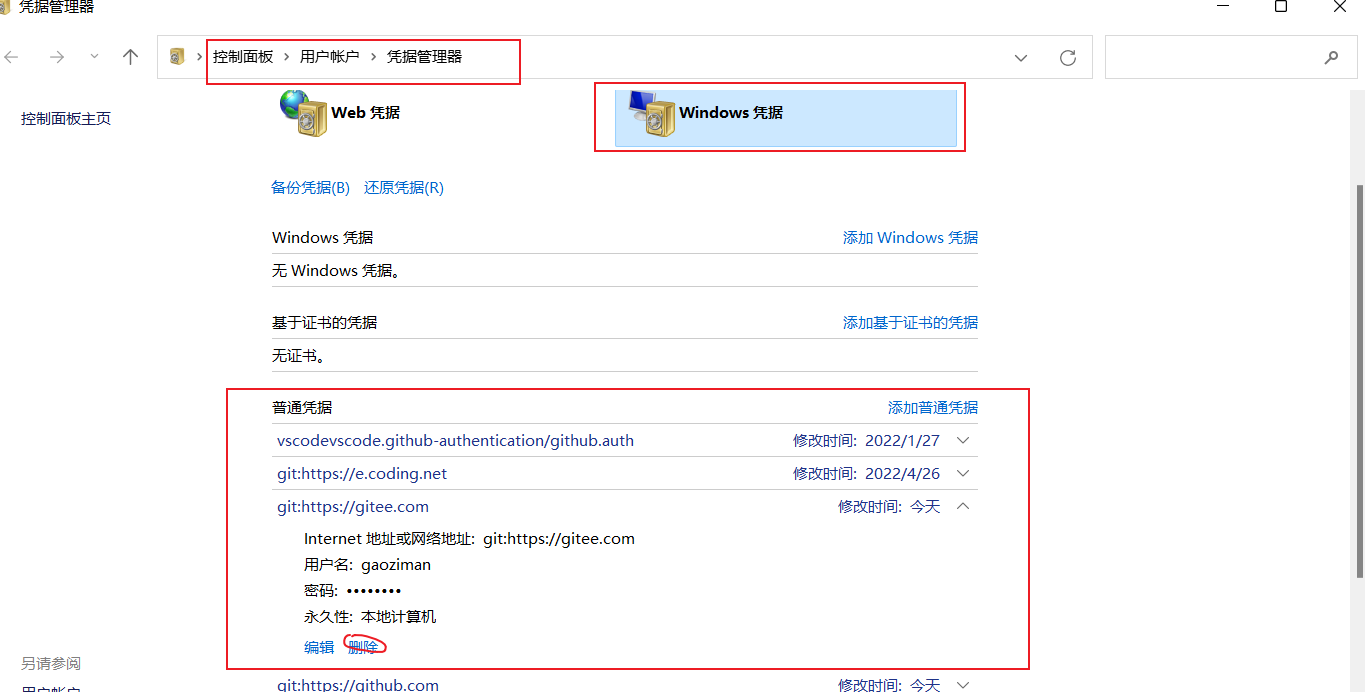 凭据管理器
控制面板 › 用户帐户 › 凭据管理器
控制面板主页
Web 凭据
Windows 凭据
备份凭据(B) 还原凭据(R)
Windows 凭据 添加 Windows 凭据
无 Windows 凭据。
基于证书的凭据 添加基于证书的凭据
无证书。
普通凭据 添加普通凭据
vscodevscode.github-authentication/github.auth 修改时间: 2022/1/27
git:https://e.coding.net 修改时间: 2022/4/26
git:https://gitee.com 修改时间: 今天
Internet 地址或网络地址: git:https://gitee.com
用户名: gaoziman
密码: ••••••••
永久性: 本地计算机
编辑 删除
另请参阅
git:https://github.com 修改时间: 今天
用户帐户